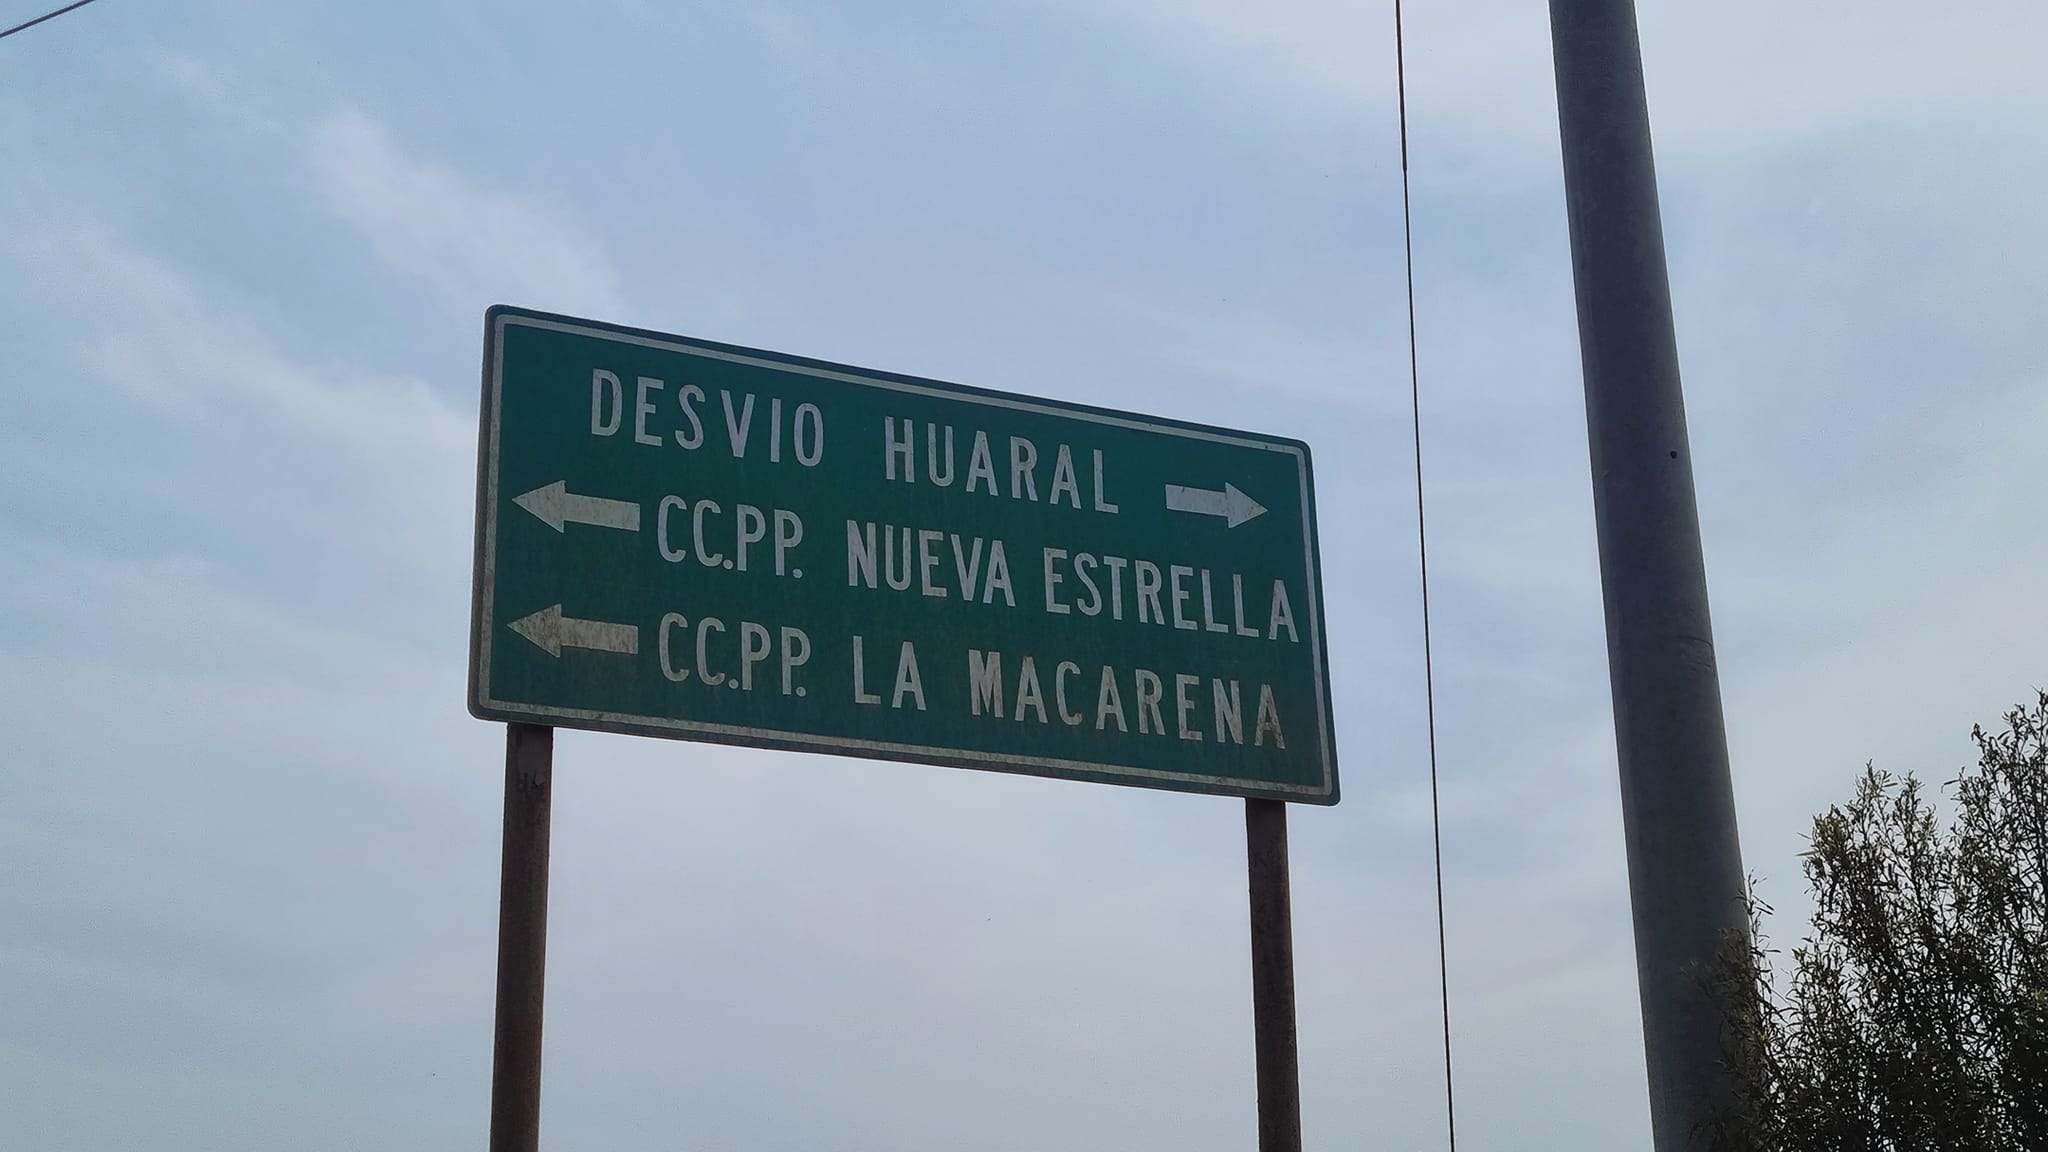 DESVIO HUARAL
CC.PP. NUEVA ESTRELLA
CC.PP. LA MACARENA